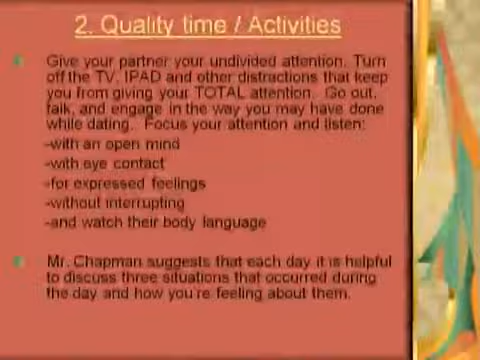 2. Quality time / Activities
Give your partner your undivided attention. Turn
off the TV, IPAD and other distractions that keep
you from giving your TOTAL attention. Go out,
talk, and engage in the way you may have done
while dating. Focus your attention and listen:
-with an open mind
-with eye contact
-for expressed feelings
-without interrupting
-and watch their body language
Mr. Chapman suggests that each day it is helpful
to discuss three situations that occurred during
the day and how you're feeling about them.